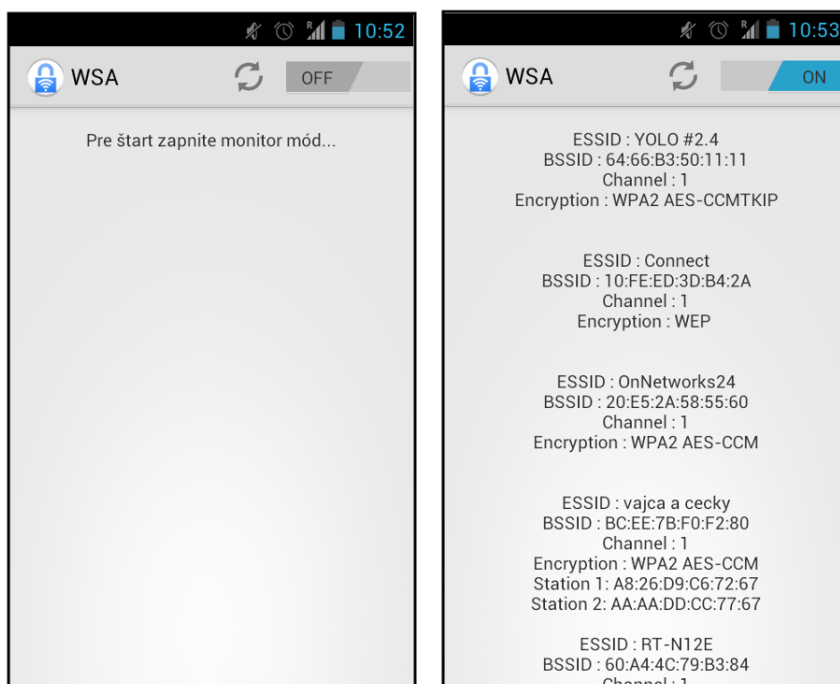 10:52
WSA
OFF
Pre štart zapnite monitor mód...
R
10:53
WSA
ON
ESSID : YOLO #2.4
BSSID : 64:66:B3:50:11:11
Channel : 1
Encryption : WPA2 AES-CCMTKIP
ESSID : Connect
BSSID : 10:FE:ED:3D:B4:2A
Channel : 1
Encryption : WEP
ESSID : OnNetworks24
BSSID : 20:E5:2A:58:55:60
Channel : 1
Encryption : WPA2 AES-CCM
ESSID : vajca a cecky
BSSID : BC:EE:7B:F0:F2:80
Channel : 1
Encryption : WPA2 AES-CCM
Station 1: A8:26:D9:C6:72:67
Station 2: AA:AA:DD:CC:77:67
ESSID : RT-N12E
BSSID : 60:A4:4C:79:B3:84
Channel : 1